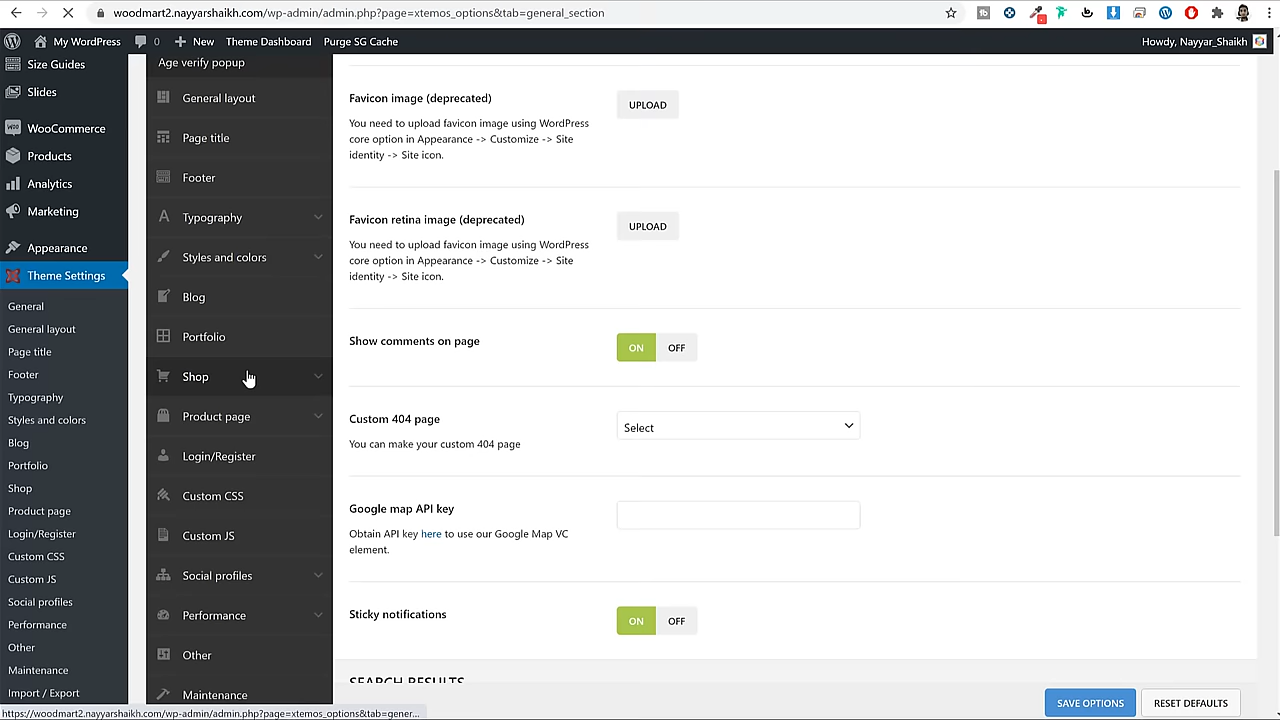 woodmart2.nayyarshaikh.com/wp-admin/admin.php?page=xtemos_options&tab=general_section
My WordPress
0
New
Theme Dashboard
Purge SG Cache
Howdy, Nayyar_Shaikh
Size Guides
Slides
WooCommerce
Products
Analytics
Marketing
Appearance
Theme Settings
General
General layout
Page title
Footer
Typography
Styles and colors
Blog
Portfolio
Shop
Product page
Login/Register
Custom CSS
Custom JS
Social profiles
Performance
Other
Maintenance
Import / Export
Age verify popup
General layout
Page title
Footer
Typography
Styles and colors
Blog
Portfolio
Shop
Product page
Login/Register
Custom CSS
Custom JS
Social profiles
Performance
Other
Maintenance
Favicon image (deprecated)
You need to upload favicon image using WordPress
core option in Appearance -> Customize -> Site
identity -> Site icon.
UPLOAD
Favicon retina image (deprecated)
You need to upload favicon image using WordPress
core option in Appearance -> Customize -> Site
identity -> Site icon.
UPLOAD
Show comments on page
ON OFF
Custom 404 page
You can make your custom 404 page
Select
Google map API key
Obtain API key here to use our Google Map VC
element.
Sticky notifications
ON OFF
SEARCH RESULTS
SAVE OPTIONS
RESET DEFAULTS
https://woodmart2.nayyarshaikh.com/wp-admin/admin.php?page=xtemos_options&tab=gener...